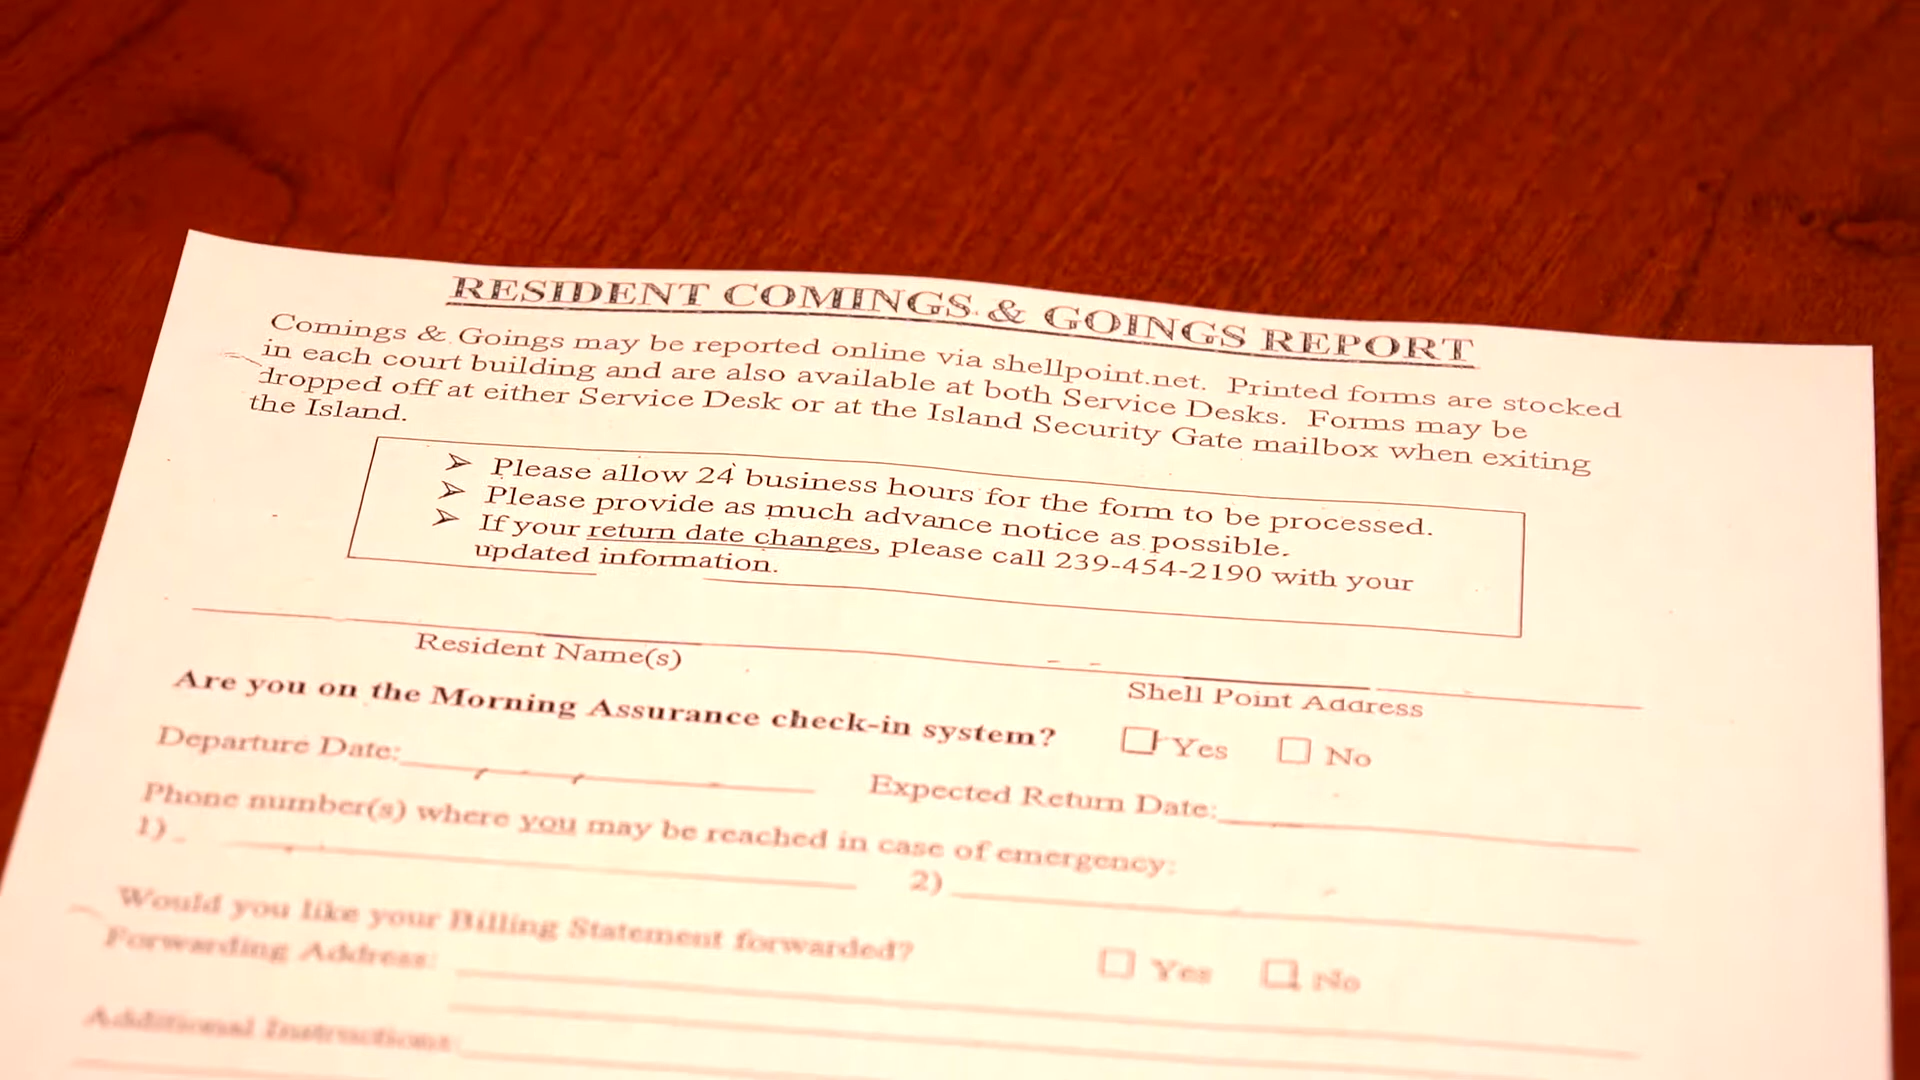 RESIDENT COMINGS & GOINGS REPORT
Comings & Goings may be reported online via shellpoint.net. Printed forms are stocked
in each court building and are also available at both Service Desks. Forms may be
dropped off at either Service Desk or at the Island Security Gate mailbox when exiting
the Island.
➢ Please allow 24 business hours for the form to be processed.
➢ Please provide as much advance notice as possible.
➢ If your return date changes, please call 239-454-2190 with your
updated information.
Resident Name(s) Shell Point Address
Are you on the Morning Assurance check-in system? ☐ Yes ☐ No
Departure Date: Expected Return Date:
Phone number(s) where you may be reached in case of emergency:
1) 2)
Would you like your Billing Statement forwarded? ☐ Yes ☐ No
Forwarding Address:
Additional Instructions: